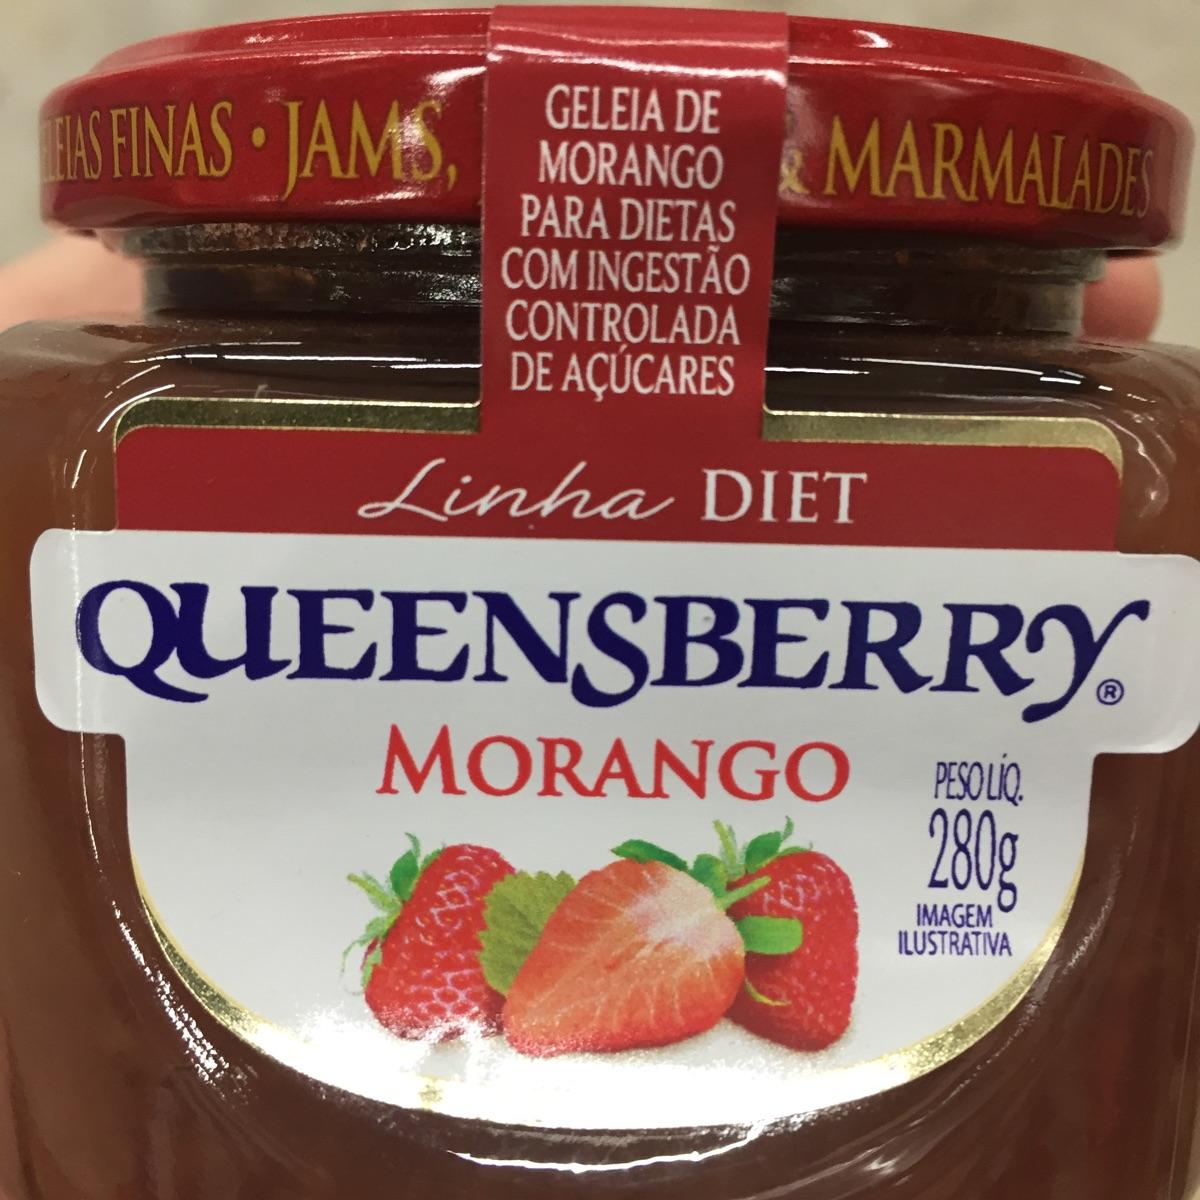 FINAS • JAMS, & MARMALADES
GELEIA DE
MORANGO
PARA DIETAS
COM INGESTÃO
CONTROLADA
DE AÇÚCARES
Linha DIET
QUEENSBERRY®
MORANGO
PESO LÍQ.
280g
IMAGEM
ILUSTRATIVA